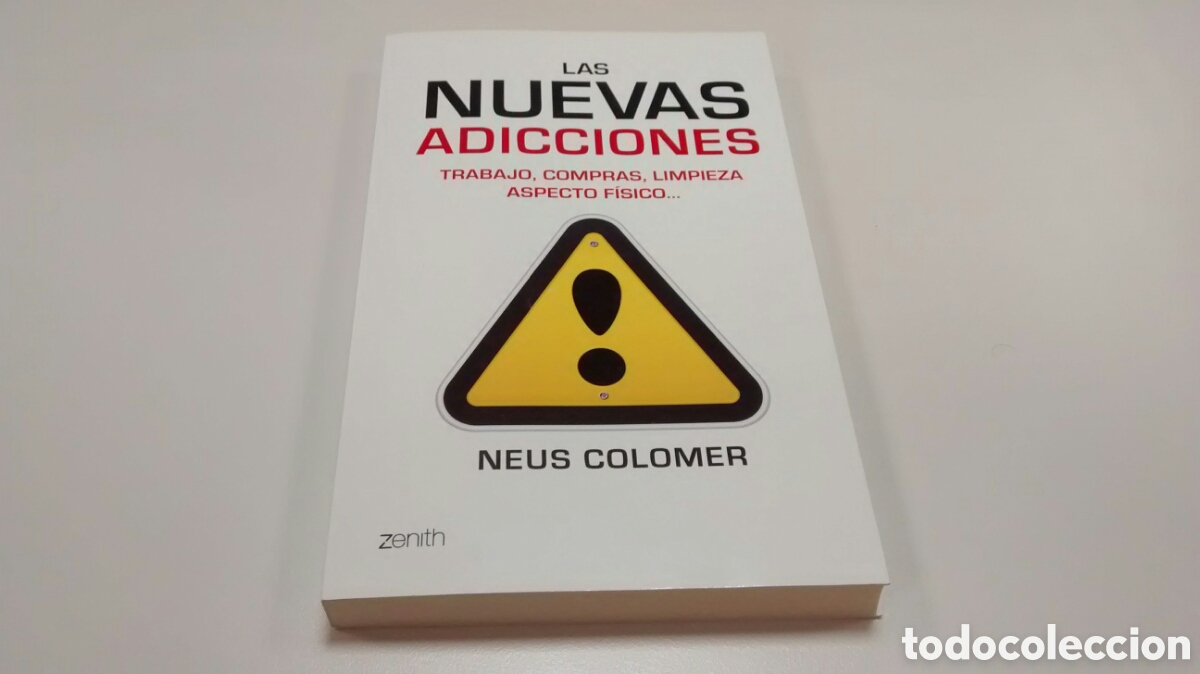 LAS
NUEVAS
ADICCIONES
TRABAJO, COMPRAS, LIMPIEZA
ASPECTO FÍSICO...
NEUS COLOMER
zenith
todocoleccion